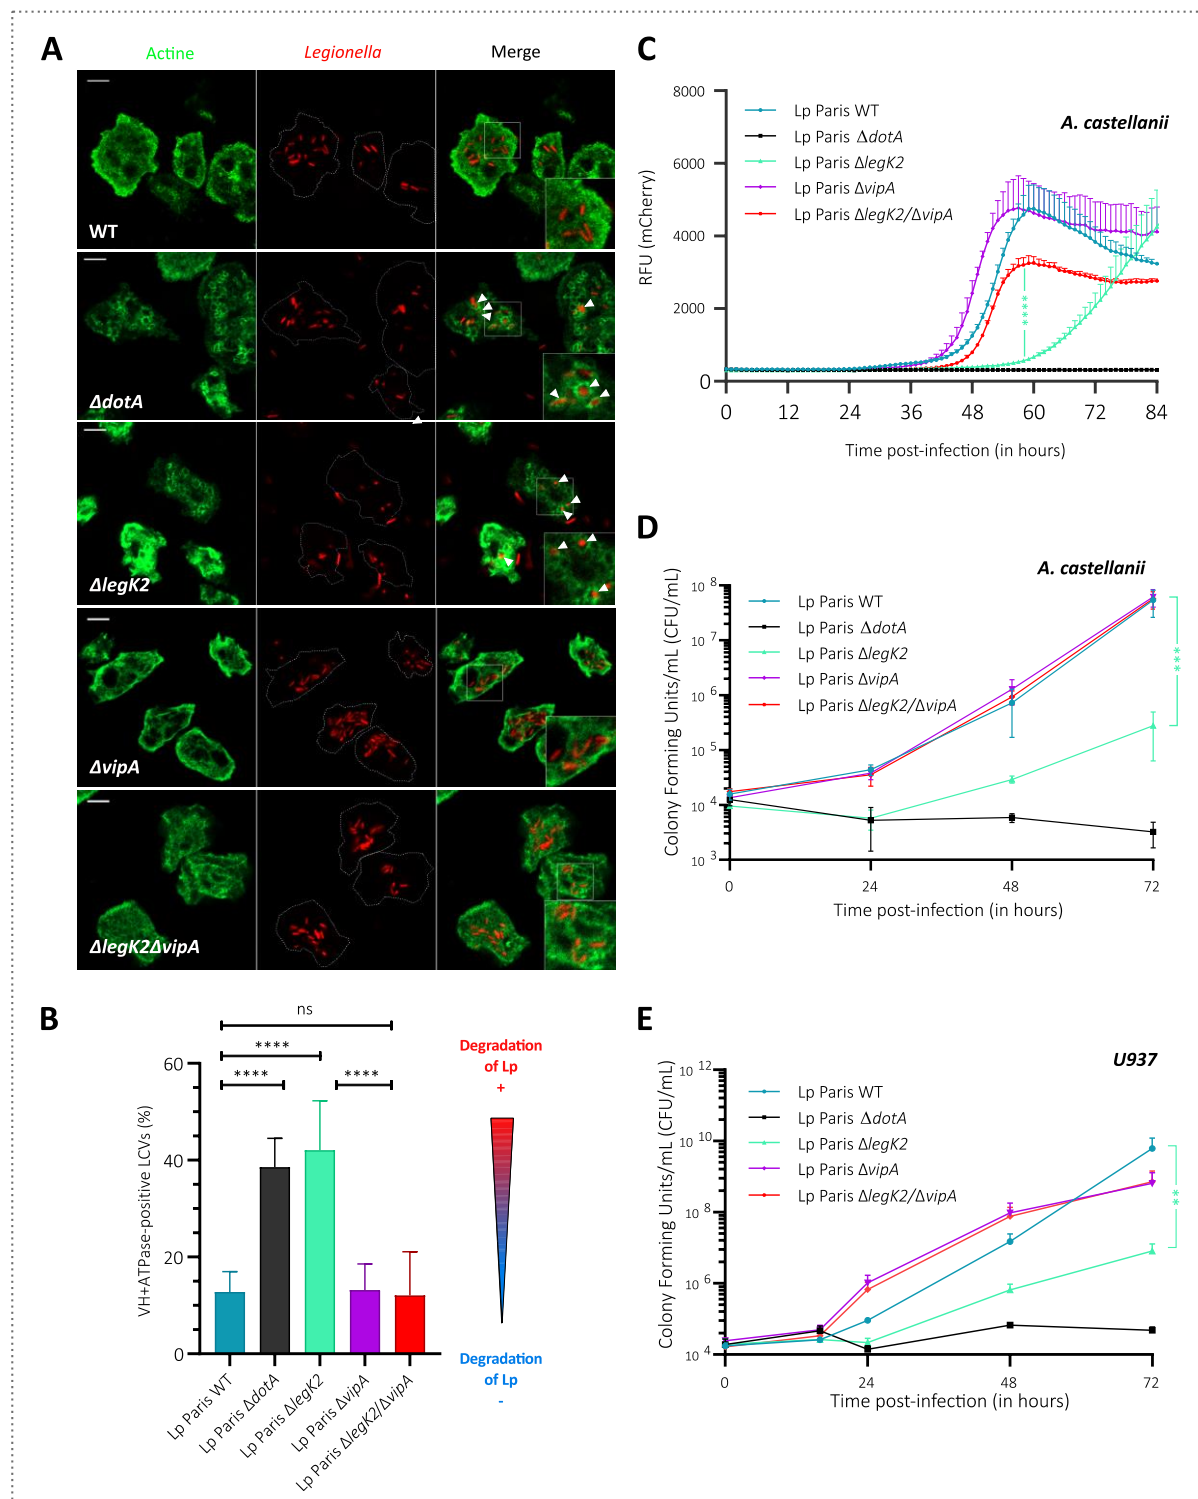 A
Actine
Legionella
Merge
WT
ΔdotA
ΔlegK2
ΔvipA
ΔlegK2ΔvipA
B
ns
****
****
****
60
40
20
0
VH+ATPase-positive LCVs (%)
Lp Paris WT
Lp Paris ΔdotA
Lp Paris ΔlegK2
Lp Paris ΔvipA
Lp Paris ΔlegK2/ΔvipA
Degradation
of Lp
+
Degradation
of Lp
-
C
8000
6000
4000
2000
0
RFU (mCherry)
Lp Paris WT
Lp Paris ΔdotA
Lp Paris ΔlegK2
Lp Paris ΔvipA
Lp Paris ΔlegK2/ΔvipA
A. castellanii
****
0 12 24 36 48 60 72 84
Time post-infection (in hours)
D
A. castellanii
10 8
10 7
10 6
10 5
10 4
10 3
Colony Forming Units/mL (CFU/mL)
Lp Paris WT
Lp Paris ΔdotA
Lp Paris ΔlegK2
Lp Paris ΔvipA
Lp Paris ΔlegK2/ΔvipA
***
0 24 48 72
Time post-infection (in hours)
E
U937
10 12
10 10
10 8
10 6
10 4
Colony Forming Units/mL (CFU/mL)
Lp Paris WT
Lp Paris ΔdotA
Lp Paris ΔlegK2
Lp Paris ΔvipA
Lp Paris ΔlegK2/ΔvipA
**
0 24 48 72
Time post-infection (in hours)